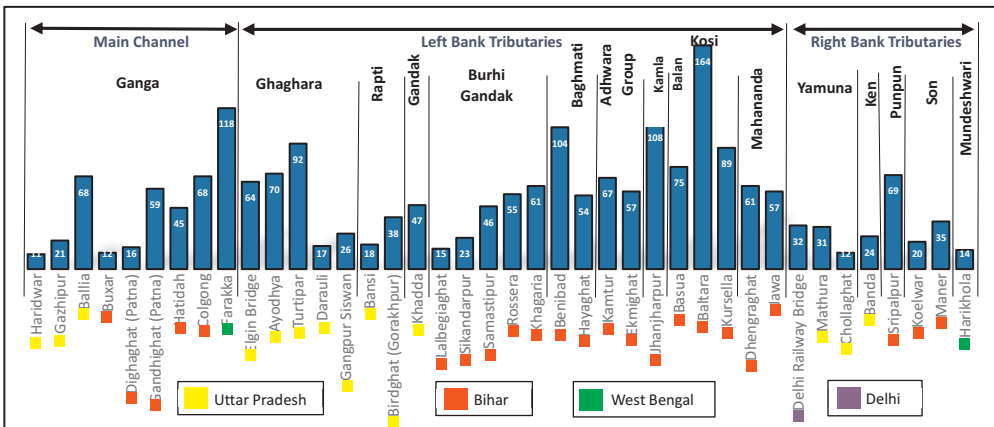 Main Channel
Left Bank Tributaries
Kosi
Right Bank Tributaries
Ganga
Ghaghara
Rapti
Gandak
Burhi
Gandak
Baghmati
Adhwara
Group
Kamla
Balan
Mahananda
Yamuna
Ken
Punpun
Son
Mundeshwari
11
21
68
12
16
59
45
68
118
64
70
92
17
26
18
38
47
15
23
46
55
61
104
54
67
57
108
75
164
89
61
57
32
31
12
24
69
20
35
14
Haridwar
Gazhipur
Ballia
Buxar
Dighaghat (Patna)
Gandhighat (Patna)
Hatidah
Colgong
Farakka
Elgin Bridge
Ayodhya
Turtipar
Darauli
Gangpur Siswan
Bansi
Birdghat (Gorakhpur)
Khadda
Lalbegiaghat
Sikandarpur
Samastipur
Rossera
Khagaria
Benibad
Hayaghat
Kamtur
Ekmighat
Jhanjharpur
Basua
Baltara
Kursella
Dhengraghat
Jawa
Delhi Railway Bridge
Mathura
Chollaghat
Banda
Sripalpur
Koelwar
Maner
Harikhola
Uttar Pradesh
Bihar
West Bengal
Delhi